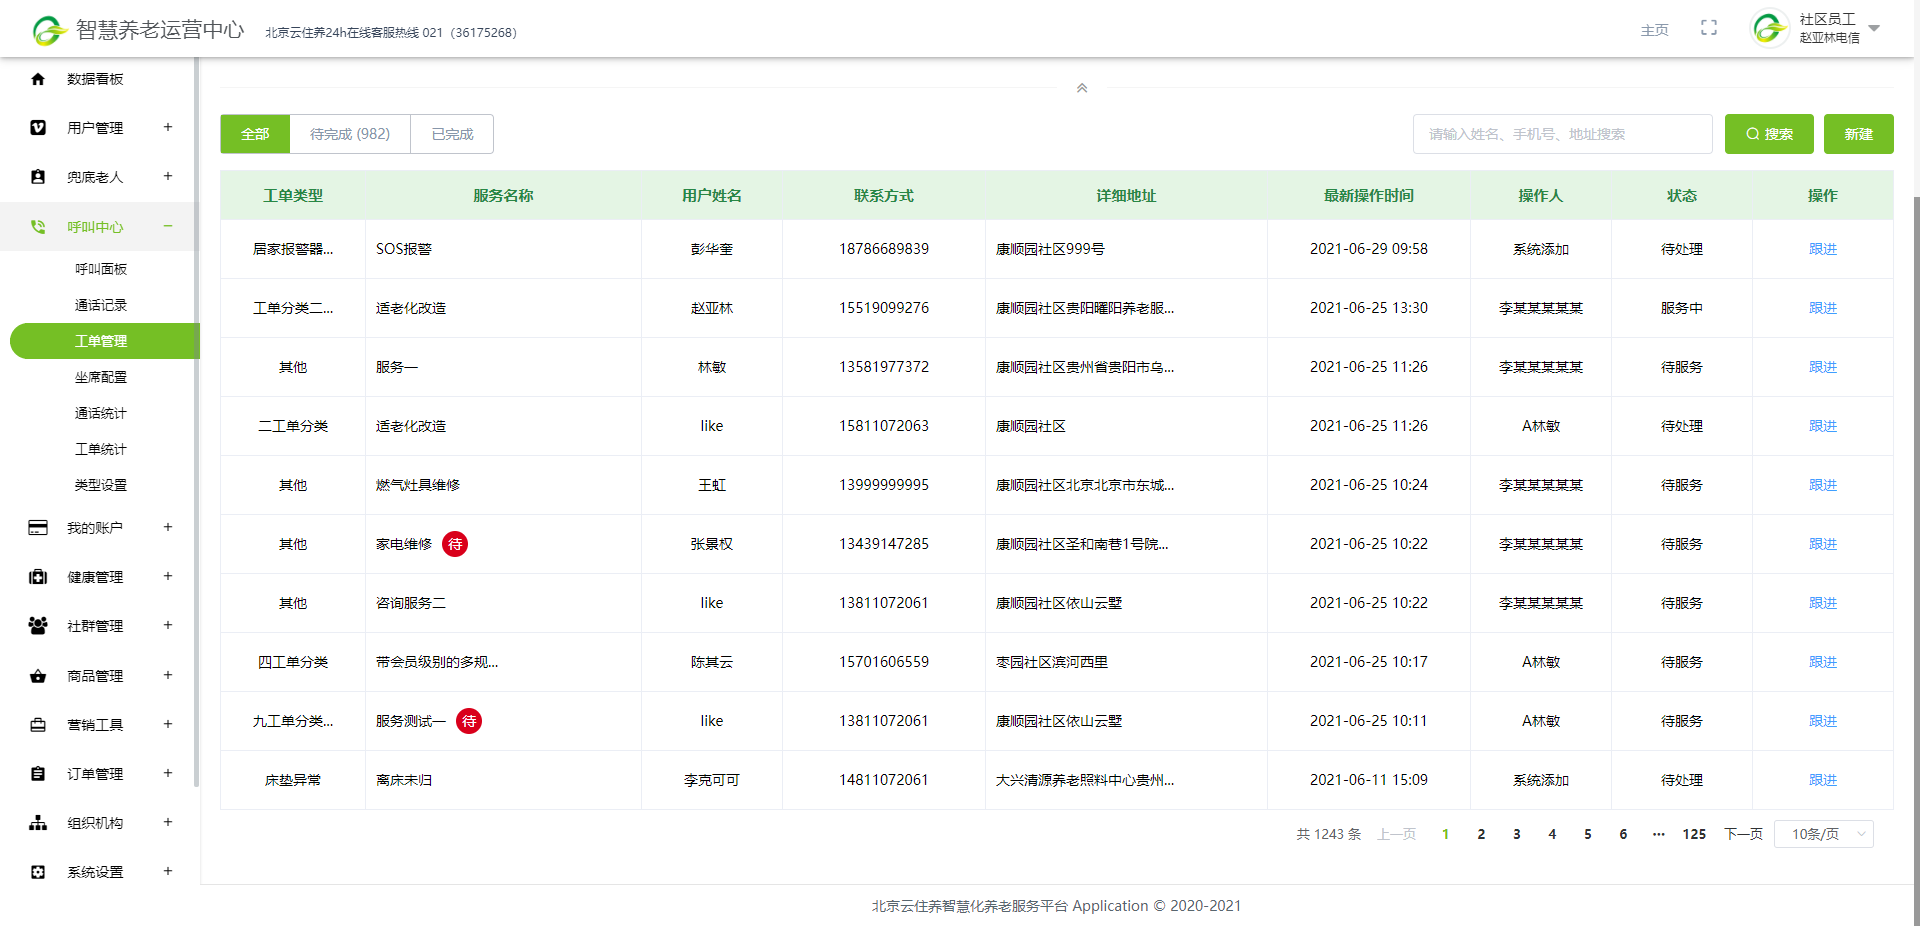 智慧养老运营中心 北京云住养24h在线客服热线 021（36175268） 主页 社区员工
赵亚林电信
数据看板
用户管理 +
兜底老人 +
呼叫中心 −
呼叫面板
通话记录
工单管理
坐席配置
通话统计
工单统计
类型设置
我的账户 +
健康管理 +
社群管理 +
商品管理 +
营销工具 +
订单管理 +
组织机构 +
系统设置 +
全部 待完成 (982) 已完成 请输入姓名、手机号、地址搜索 搜索 新建
工单类型 服务名称 用户姓名 联系方式 详细地址 最新操作时间 操作人 状态 操作
居家报警器... SOS报警 彭华奎 18786689839 康顺园社区999号 2021-06-29 09:58 系统添加 待处理 跟进
工单分类二... 适老化改造 赵亚林 15519099276 康顺园社区贵阳曜阳养老服... 2021-06-25 13:30 李某某某某某 服务中 跟进
其他 服务一 林敏 13581977372 康顺园社区贵州省贵阳市乌... 2021-06-25 11:26 李某某某某某 待服务 跟进
二工单分类 适老化改造 like 15811072063 康顺园社区 2021-06-25 11:26 A林敏 待处理 跟进
其他 燃气灶具维修 王虹 13999999995 康顺园社区北京北京市东城... 2021-06-25 10:24 李某某某某某 待服务 跟进
其他 家电维修 待 张景权 13439147285 康顺园社区圣和南巷1号院... 2021-06-25 10:22 李某某某某某 待服务 跟进
其他 咨询服务二 like 13811072061 康顺园社区依山云墅 2021-06-25 10:22 李某某某某某 待服务 跟进
四工单分类 带会员级别的多规... 陈其云 15701606559 枣园社区滨河西里 2021-06-25 10:17 A林敏 待服务 跟进
九工单分类... 服务测试一 待 like 13811072061 康顺园社区依山云墅 2021-06-25 10:11 A林敏 待服务 跟进
床垫异常 离床未归 李克可可 14811072061 大兴清源养老照料中心贵州... 2021-06-11 15:09 系统添加 待处理 跟进
共 1243 条 上一页 1 2 3 4 5 6 ··· 125 下一页 10条/页
北京云住养智慧化养老服务平台 Application © 2020-2021